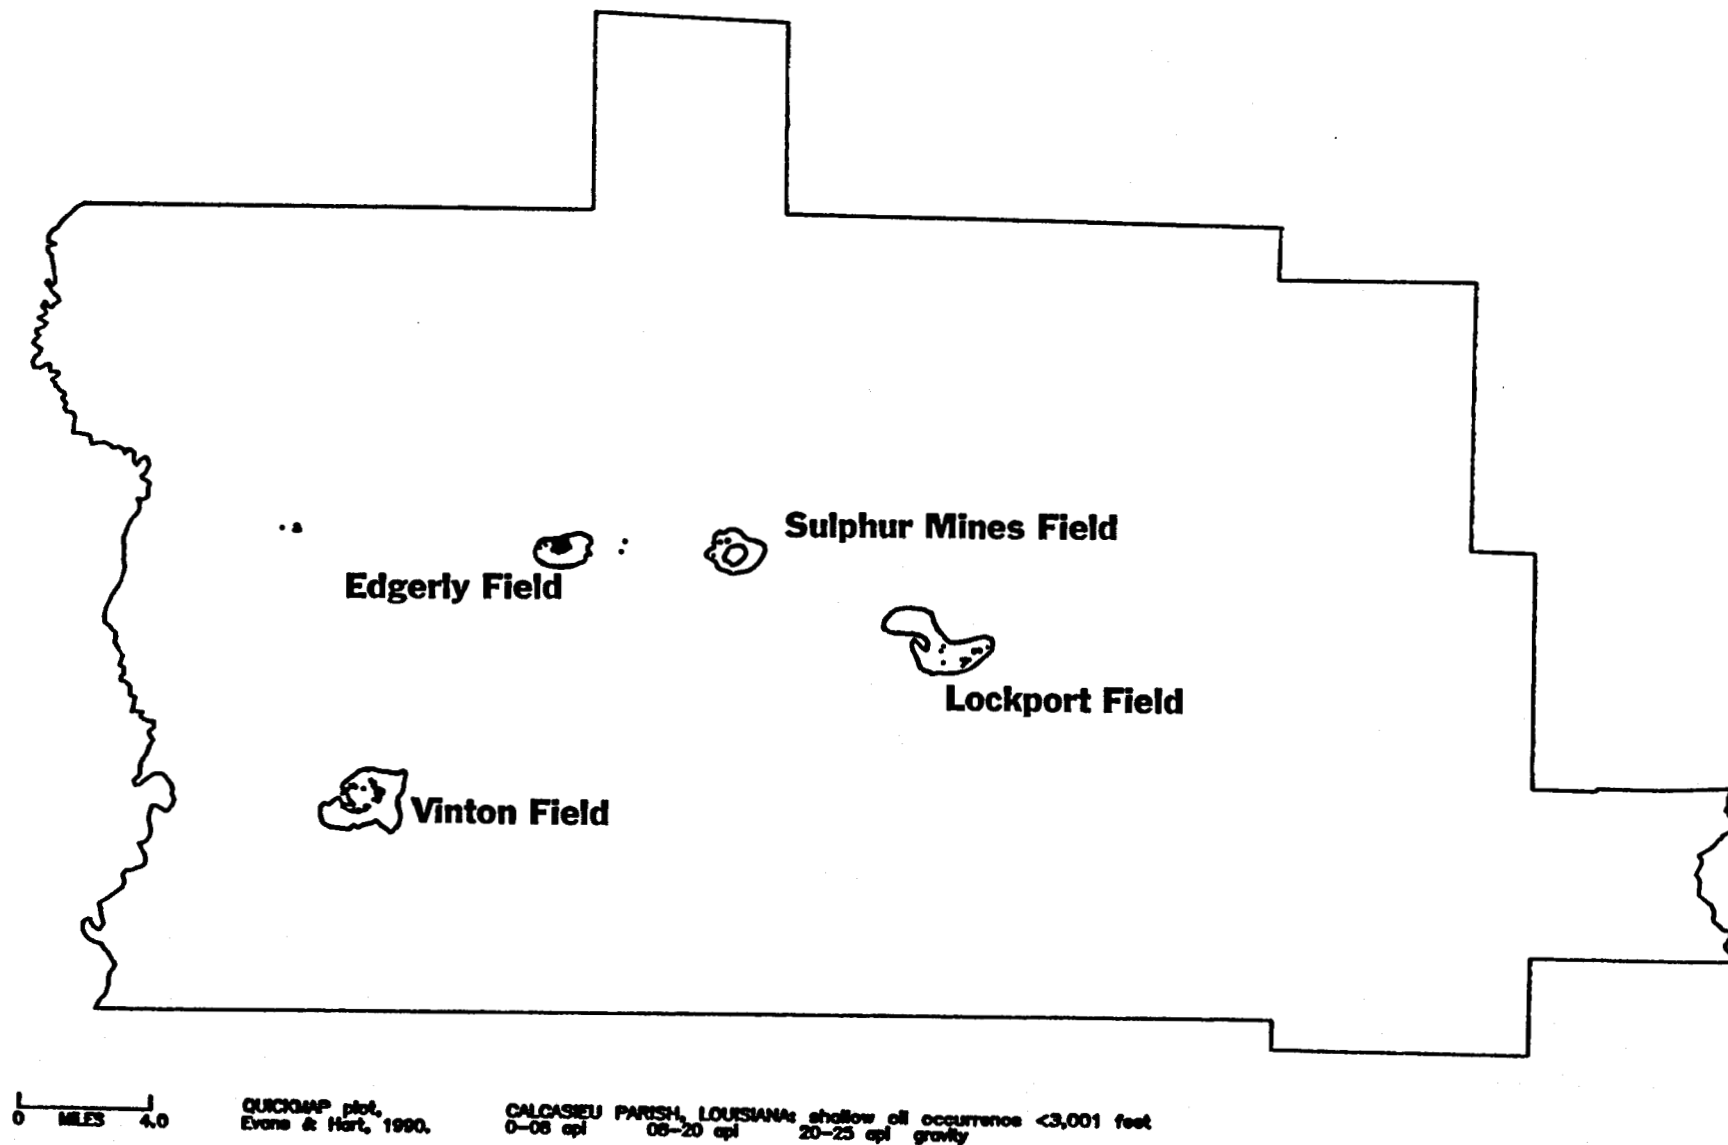 Sulphur Mines Field
Edgerly Field
Lockport Field
Vinton Field
0 MILES 4.0
QUICKMAP plot,
Evans & Hart, 1990.
CALCASIEU PARISH, LOUISIANA: shallow oil occurrence <3,001 feet
0-08 api 08-20 api 20-25 api gravity